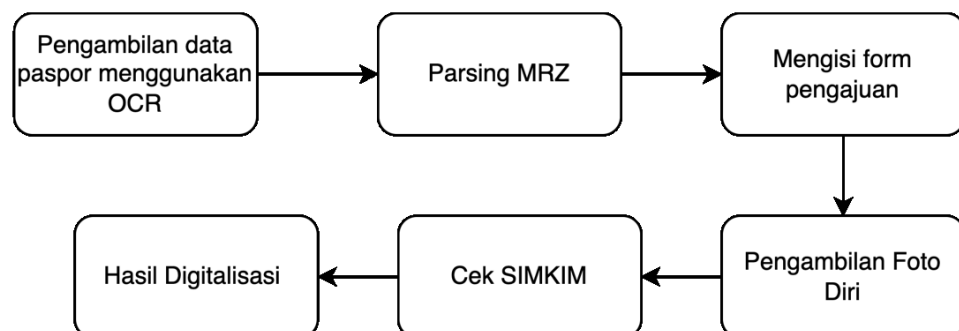 Pengambilan data
paspor menggunakan
OCR
Parsing MRZ
Mengisi form
pengajuan
Pengambilan Foto
Diri
Cek SIMKIM
Hasil Digitalisasi